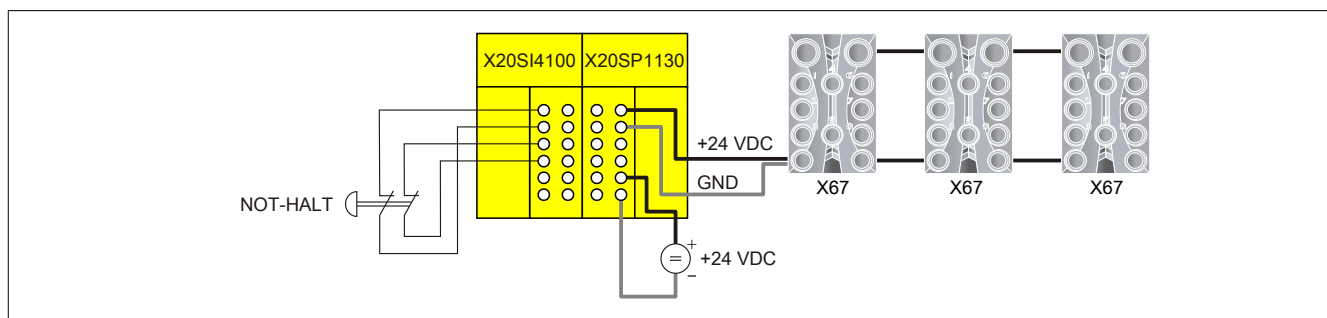 X20SI4100 X20SP1130
+24 VDC
GND
X67 X67 X67
NOT-HALT
+
+24 VDC
=
−